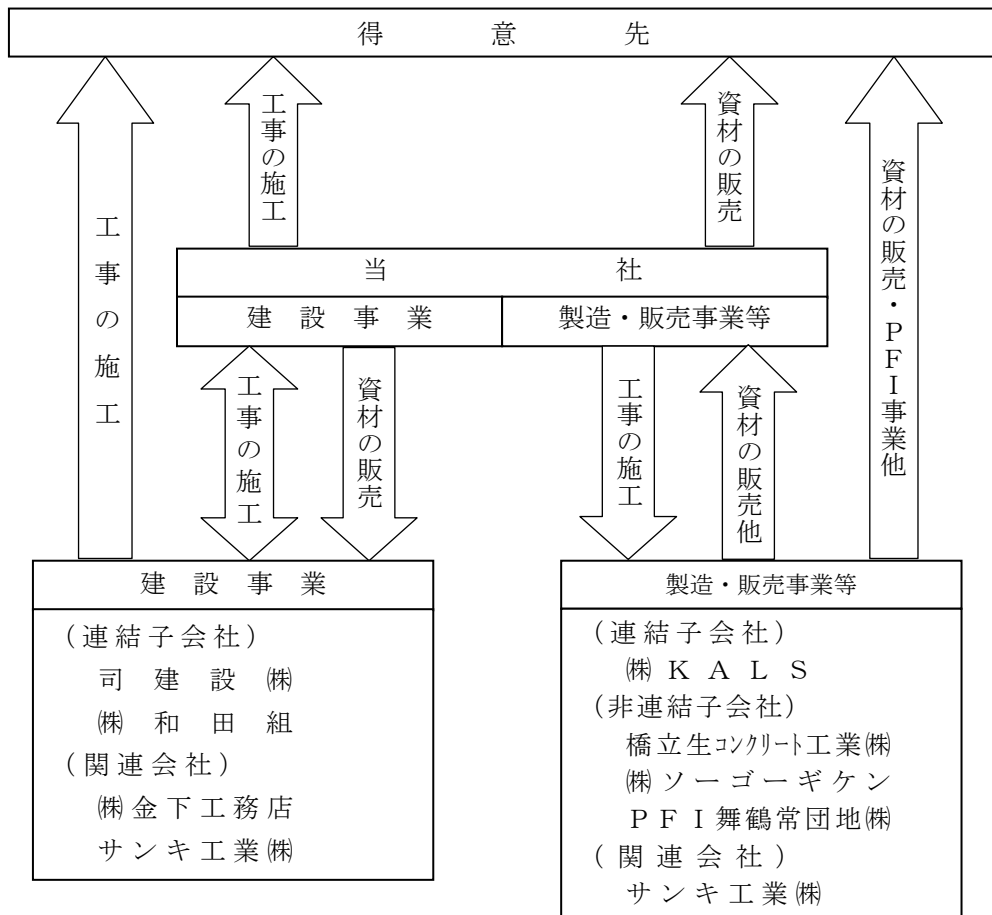 得意先
工事の施工
工事の施工
資材の販売
資材の販売・PFI事業他
当社
建設事業
製造・販売事業等
工事の施工
資材の販売
工事の施工
資材の販売他
建設事業
(連結子会社)
司建設㈱
㈱和田組
(関連会社)
㈱金下工務店
サンキ工業㈱
製造・販売事業等
(連結子会社)
㈱KALS
(非連結子会社)
橋立生コンクリート工業㈱
㈱ソーゴーギケン
PFI舞鶴常団地㈱
(関連会社)
サンキ工業㈱